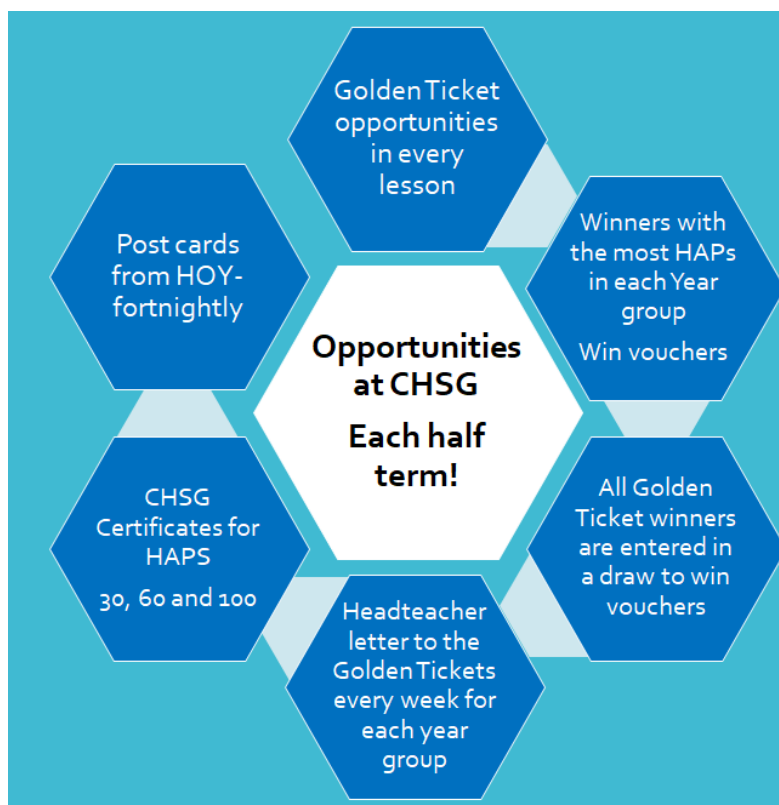 Golden Ticket
opportunities
in every
lesson
Winners with
the most HAPs
in each Year
group
Win vouchers
All Golden
Ticket winners
are entered in
a draw to win
vouchers
Headteacher
letter to the
Golden Tickets
every week for
each year
group
CHSG
Certificates for
HAPS
30, 60 and 100
Post cards
from HOY-
fortnightly
Opportunities
at CHSG
Each half
term!